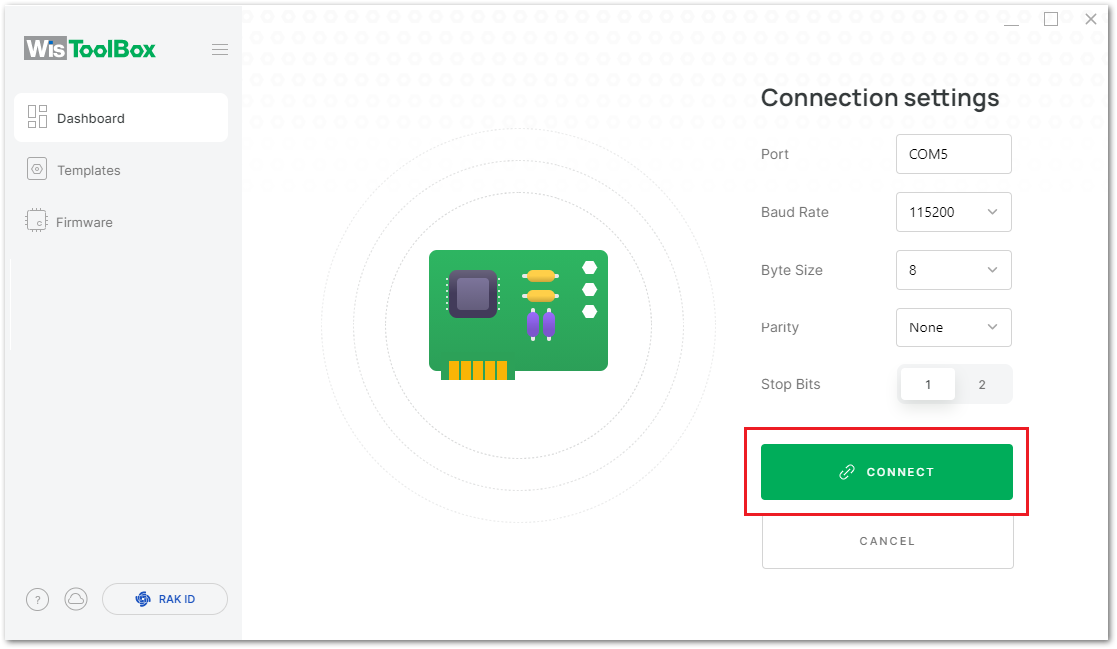 WisToolBox
Dashboard
Templates
Firmware
? RAK ID
Connection settings
Port COM5
Baud Rate 115200
Byte Size 8
Parity None
Stop Bits 1 2
CONNECT
CANCEL